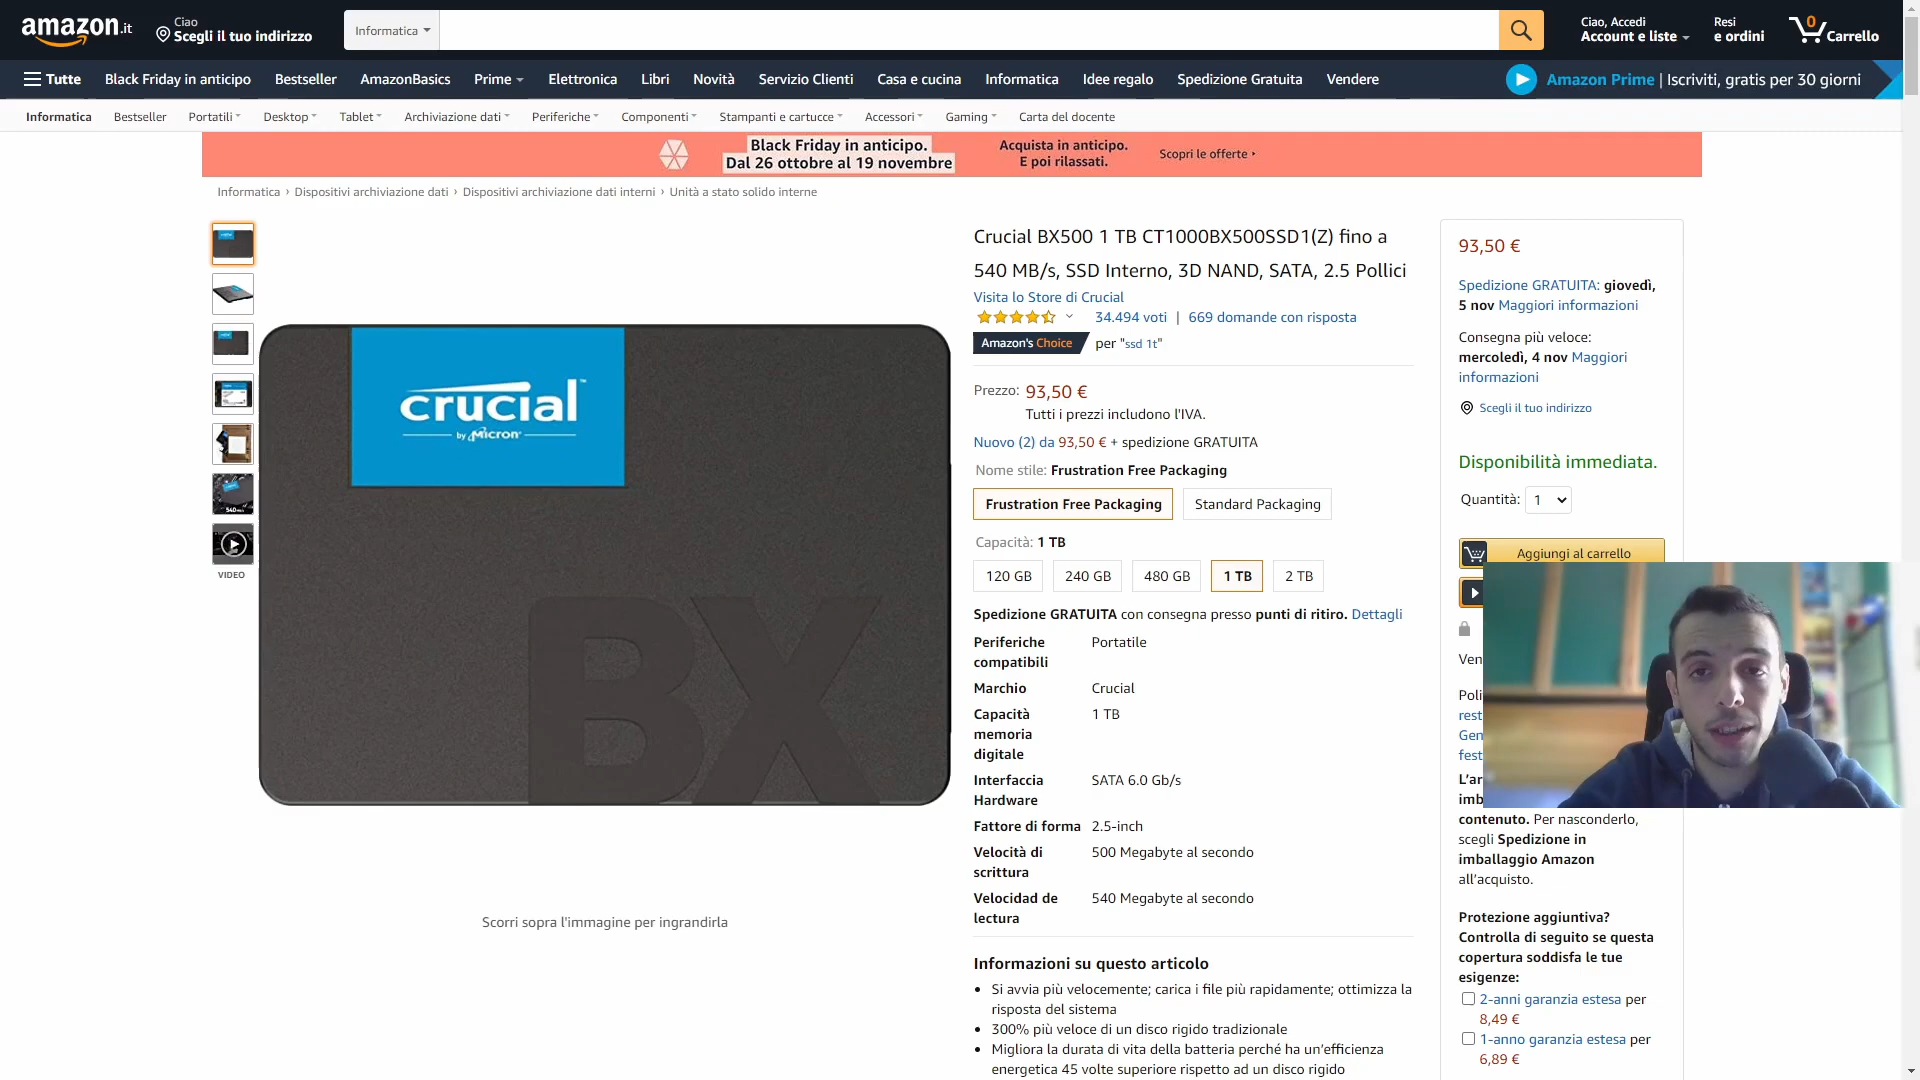 amazon.it
Ciao
Scegli il tuo indirizzo
Informatica
Ciao, Accedi
Account e liste
Resi
e ordini
0
Carrello
Tutte
Black Friday in anticipo
Bestseller
AmazonBasics
Prime
Elettronica
Libri
Novità
Servizio Clienti
Casa e cucina
Informatica
Idee regalo
Spedizione Gratuita
Vendere
Amazon Prime | Iscriviti, gratis per 30 giorni
Informatica
Bestseller
Portatili
Desktop
Tablet
Archiviazione dati
Periferiche
Componenti
Stampanti e cartucce
Accessori
Gaming
Carta del docente
Black Friday in anticipo.
Dal 26 ottobre al 19 novembre
Acquista in anticipo.
E poi rilassati.
Scopri le offerte
Informatica › Dispositivi archiviazione dati › Dispositivi archiviazione dati interni › Unità a stato solido interne
VIDEO
crucial™
by Micron®
BX
Scorri sopra l'immagine per ingrandirla
Crucial BX500 1 TB CT1000BX500SSD1(Z) fino a
540 MB/s, SSD Interno, 3D NAND, SATA, 2.5 Pollici
Visita lo Store di Crucial
34.494 voti | 669 domande con risposta
Amazon's Choice per "ssd 1t"
Prezzo: 93,50 €
Tutti i prezzi includono l'IVA.
Nuovo (2) da 93,50 € + spedizione GRATUITA
Nome stile: Frustration Free Packaging
Frustration Free Packaging
Standard Packaging
Capacità: 1 TB
120 GB
240 GB
480 GB
1 TB
2 TB
Spedizione GRATUITA con consegna presso punti di ritiro. Dettagli
Periferiche Portatile
compatibili
Marchio Crucial
Capacità 1 TB
memoria
digitale
Interfaccia SATA 6.0 Gb/s
Hardware
Fattore di forma 2.5-inch
Velocità di 500 Megabyte al secondo
scrittura
Velocidad de 540 Megabyte al secondo
lectura
Informazioni su questo articolo
• Si avvia più velocemente; carica i file più rapidamente; ottimizza la
risposta del sistema
• 300% più veloce di un disco rigido tradizionale
• Migliora la durata di vita della batteria perché ha un'efficienza
energetica 45 volte superiore rispetto ad un disco rigido
93,50 €
Spedizione GRATUITA: giovedì,
5 nov Maggiori informazioni
Consegna più veloce:
mercoledì, 4 nov Maggiori
informazioni
Scegli il tuo indirizzo
Disponibilità immediata.
Quantità: 1
Aggiungi al carrello
Ven
Poli
rest
Gen
fest
L'ar
imb
contenuto. Per nasconderlo,
scegli Spedizione in
imballaggio Amazon
all'acquisto.
Protezione aggiuntiva?
Controlla di seguito se questa
copertura soddisfa le tue
esigenze:
2-anni garanzia estesa per
8,49 €
1-anno garanzia estesa per
6,89 €